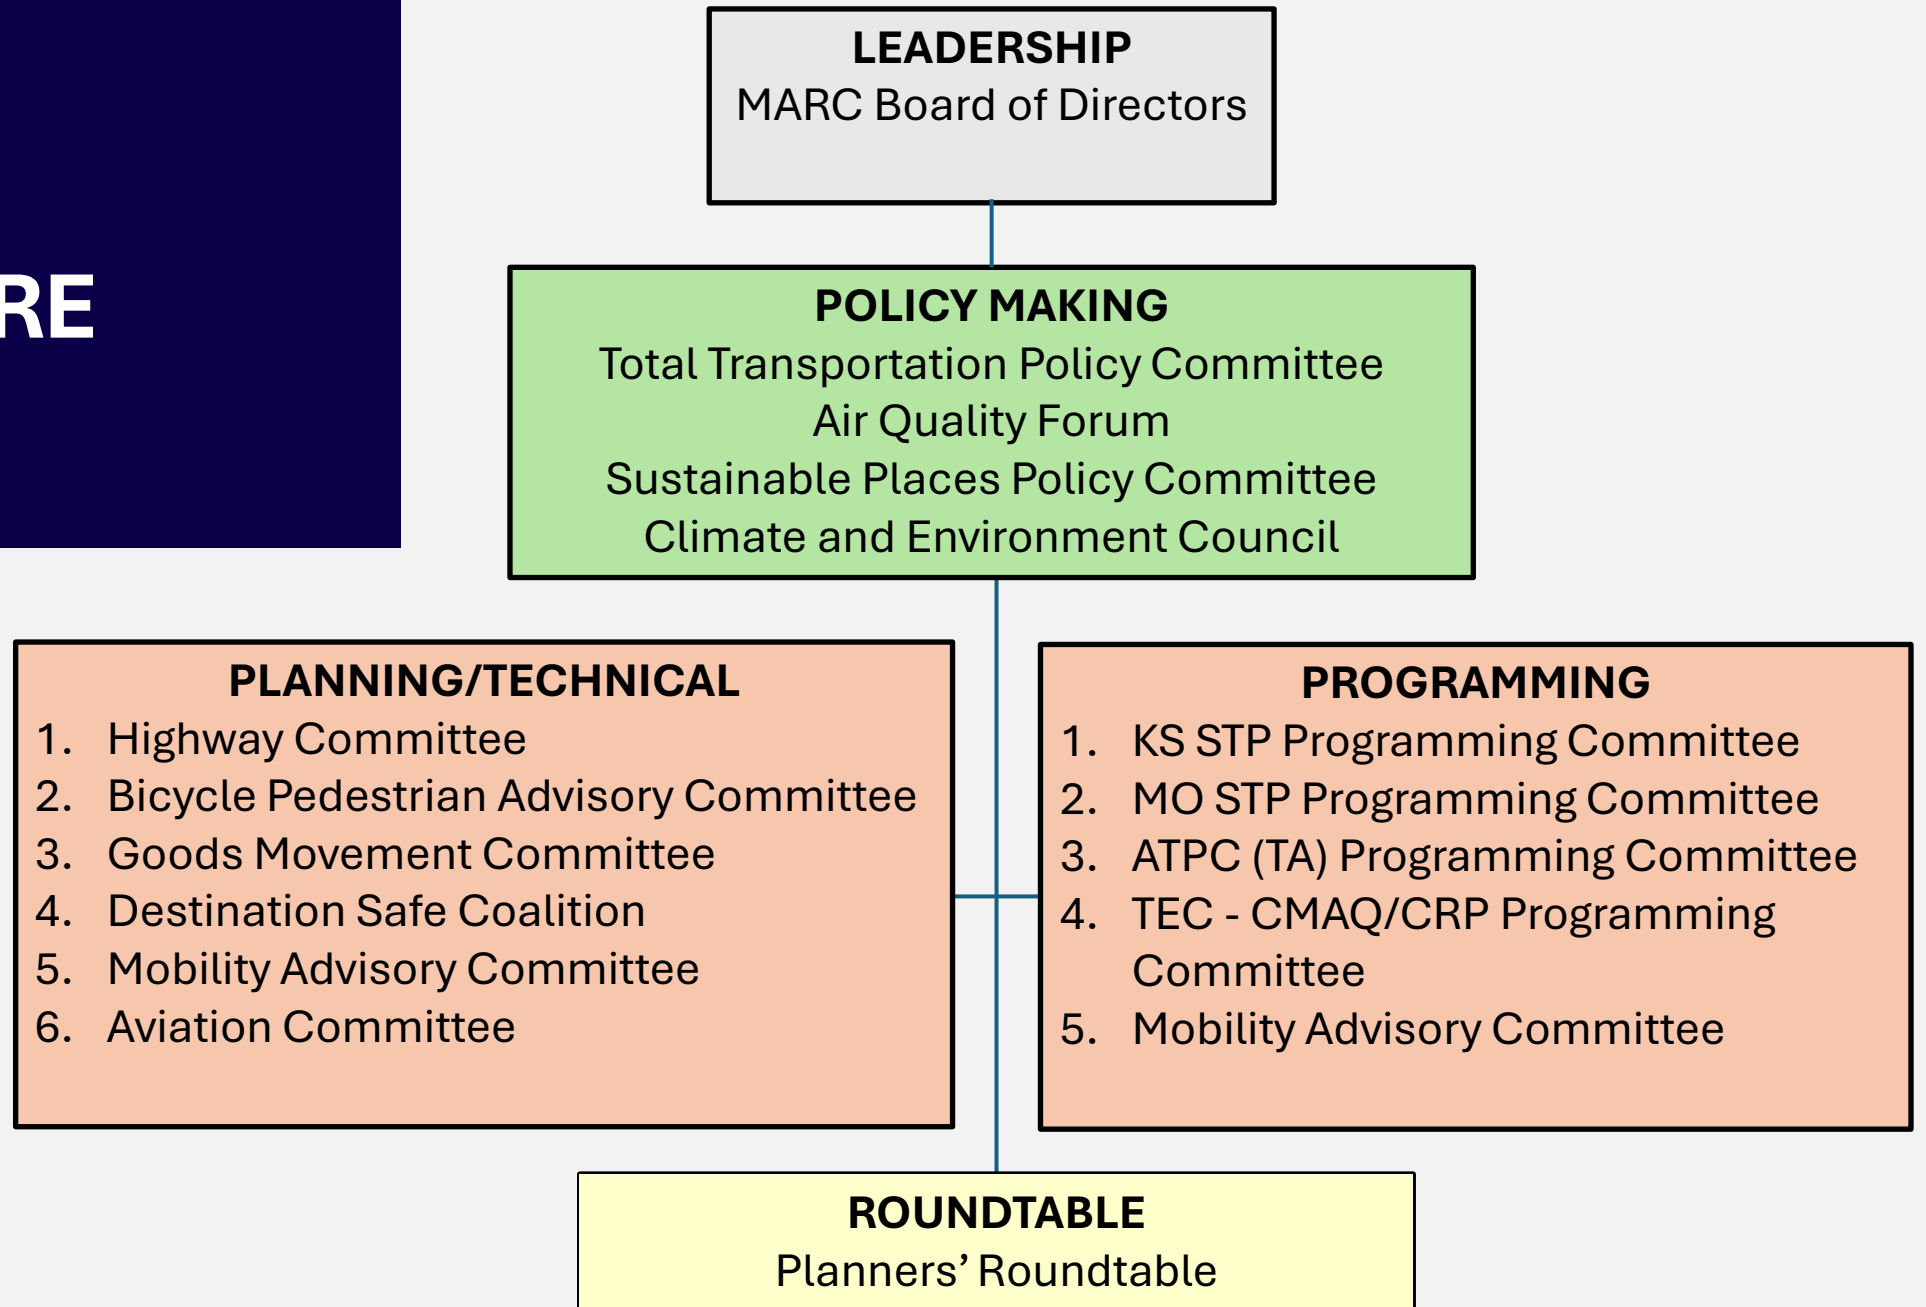 RE
LEADERSHIP
MARC Board of Directors
POLICY MAKING
Total Transportation Policy Committee
Air Quality Forum
Sustainable Places Policy Committee
Climate and Environment Council
PLANNING/TECHNICAL
1. Highway Committee
2. Bicycle Pedestrian Advisory Committee
3. Goods Movement Committee
4. Destination Safe Coalition
5. Mobility Advisory Committee
6. Aviation Committee
PROGRAMMING
1. KS STP Programming Committee
2. MO STP Programming Committee
3. ATPC (TA) Programming Committee
4. TEC - CMAQ/CRP Programming
Committee
5. Mobility Advisory Committee
ROUNDTABLE
Planners’ Roundtable